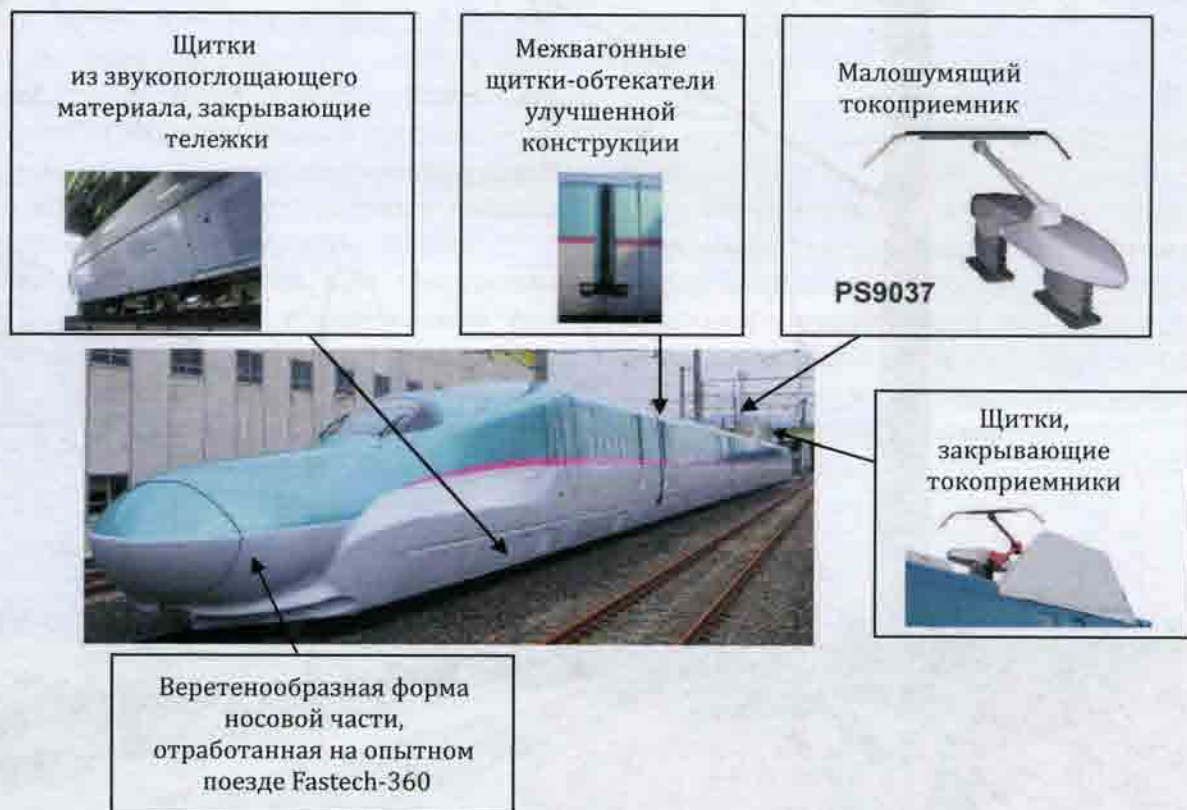 Щитки
из звукопоглощающего
материала, закрывающие
тележки
Межвагонные
щитки-обтекатели
улучшенной
конструкции
Малошумящий
токоприемник
PS9037
Щитки,
закрывающие
токоприемники
Веретенообразная форма
носовой части,
отработанная на опытном
поезде Fastech-360